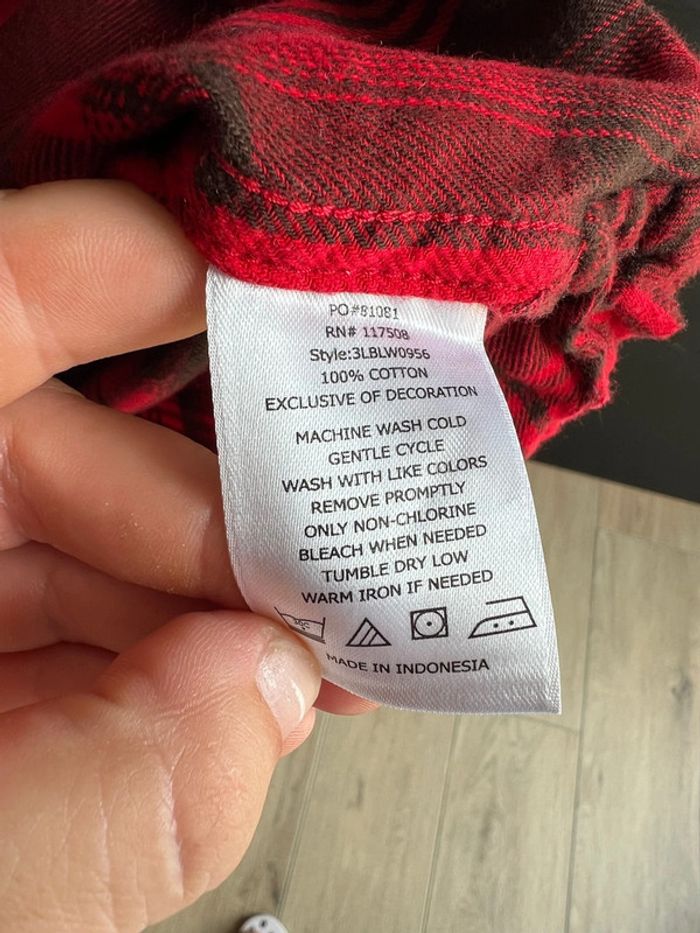 PO#81081
RN# 117508
Style:3LBLW0956
100% COTTON
EXCLUSIVE OF DECORATION
MACHINE WASH COLD
GENTLE CYCLE
WASH WITH LIKE COLORS
REMOVE PROMPTLY
ONLY NON-CHLORINE
BLEACH WHEN NEEDED
TUMBLE DRY LOW
WARM IRON IF NEEDED
30C
MADE IN INDONESIA